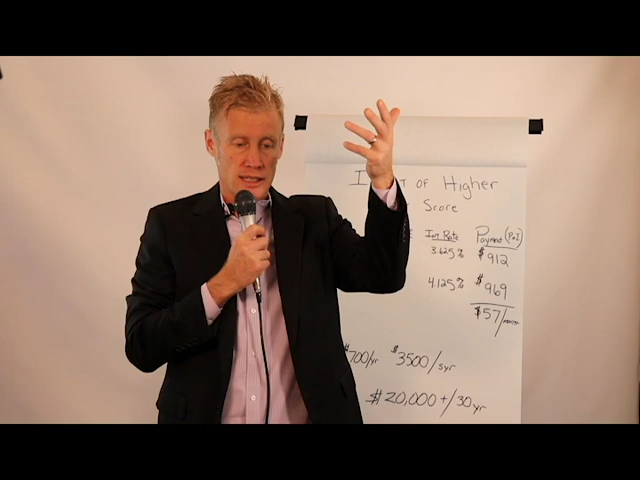 of Higher
Score
Int Rate Payment (P&I)
3.625% $912
4.125% $969
$57/month
$700/yr $3500/5yr
$20,000+/30yr